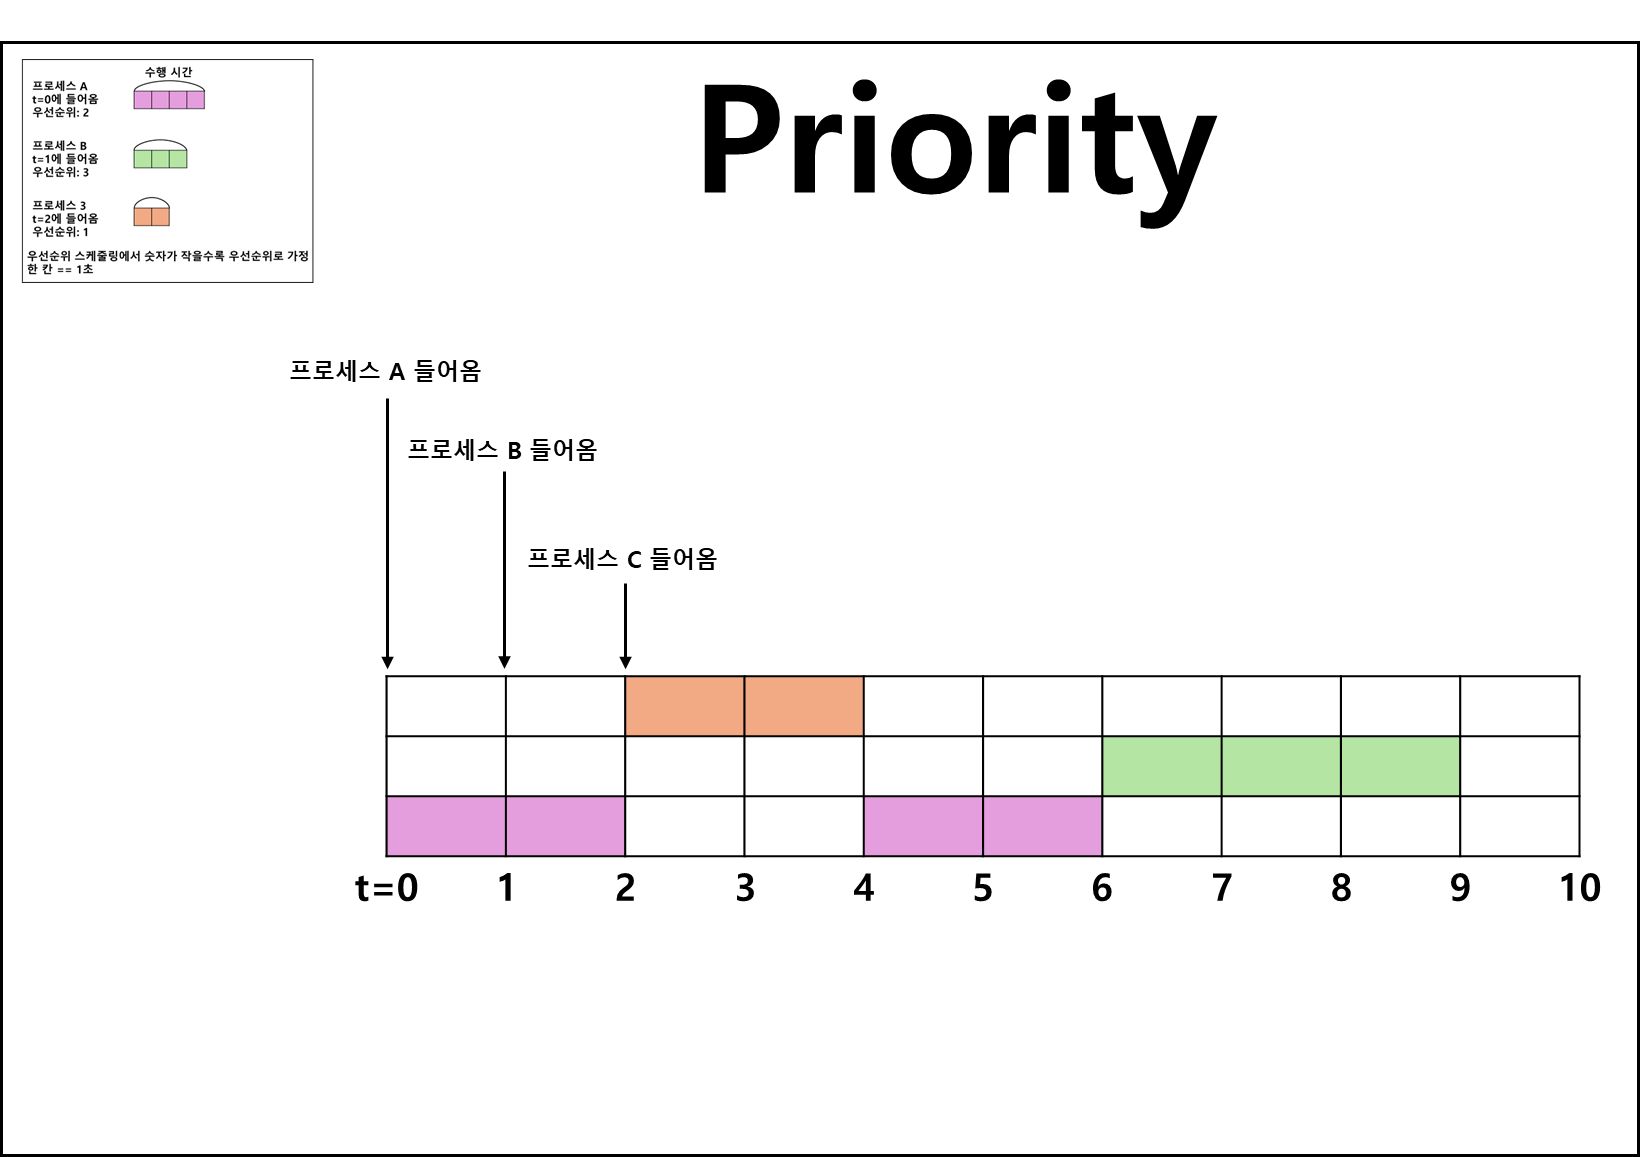 Priority
수행 시간
프로세스 A
t=0에 들어옴
우선순위: 2
프로세스 B
t=1에 들어옴
우선순위: 3
프로세스 3
t=2에 들어옴
우선순위: 1
우선순위 스케줄링에서 숫자가 작을수록 우선순위로 가정
한 칸 == 1초
프로세스 A 들어옴
프로세스 B 들어옴
프로세스 C 들어옴
t=0 1 2 3 4 5 6 7 8 9 10